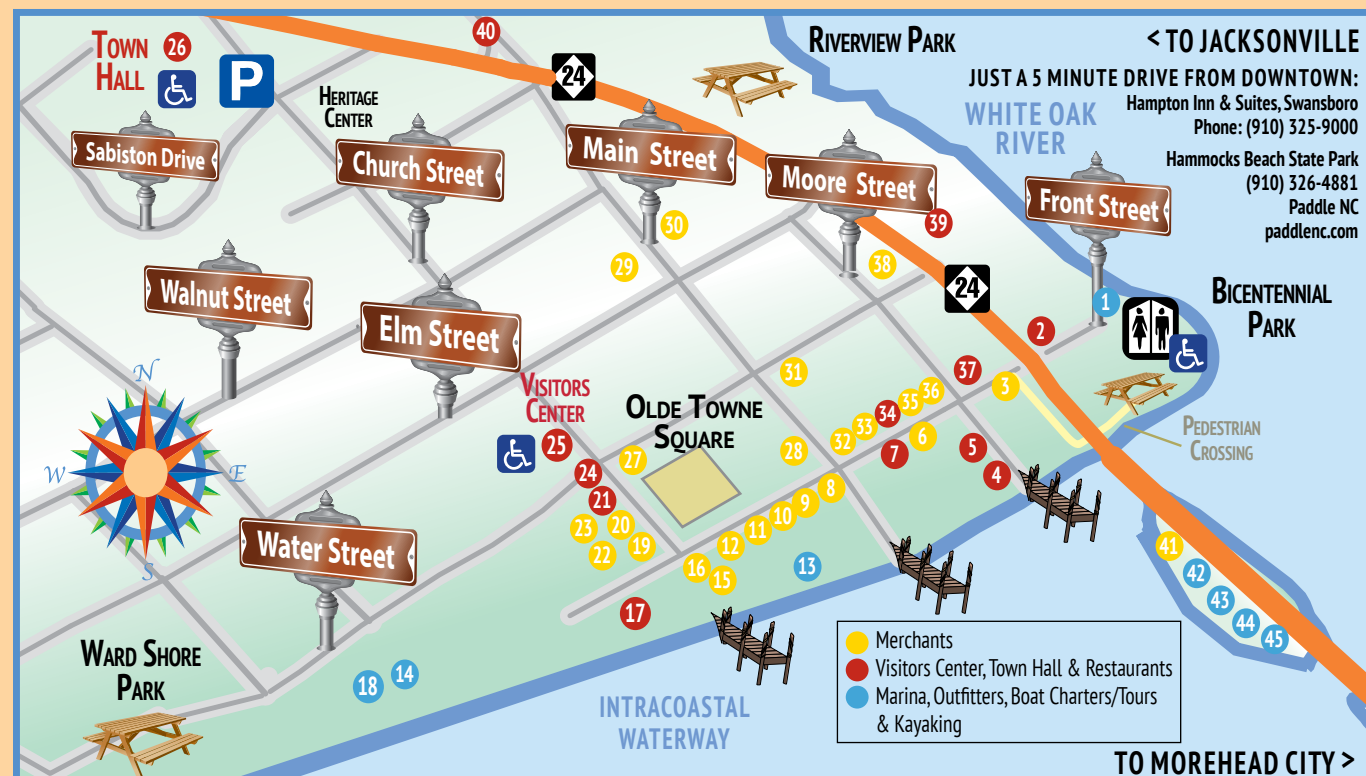 TOWN
HALL
26
P
Sabiston Drive
HERITAGE
CENTER
Church Street
40
24
Main Street
RIVERVIEW PARK
Moore Street
39
WHITE OAK
RIVER
< TO JACKSONVILLE
JUST A 5 MINUTE DRIVE FROM DOWNTOWN:
Hampton Inn & Suites, Swansboro
Phone: (910) 325-9000
Hammocks Beach State Park
(910) 326-4881
Paddle NC
paddlenc.com
Front Street
BICENTENNIAL
PARK
1
2
24
38
30
29
Walnut Street
Elm Street
N
W
E
S
VISITORS
CENTER
25
24
21
23
20
22
19
27
OLDE TOWNE
SQUARE
31
28
32
33
34
35
36
37
3
7
6
5
4
PEDESTRIAN
CROSSING
8
9
10
11
12
16
15
13
17
Water Street
WARD SHORE
PARK
18
14
INTRACOASTAL
WATERWAY
41
42
43
44
45
Merchants
Visitors Center, Town Hall & Restaurants
Marina, Outfitters, Boat Charters/Tours
& Kayaking
TO MOREHEAD CITY >